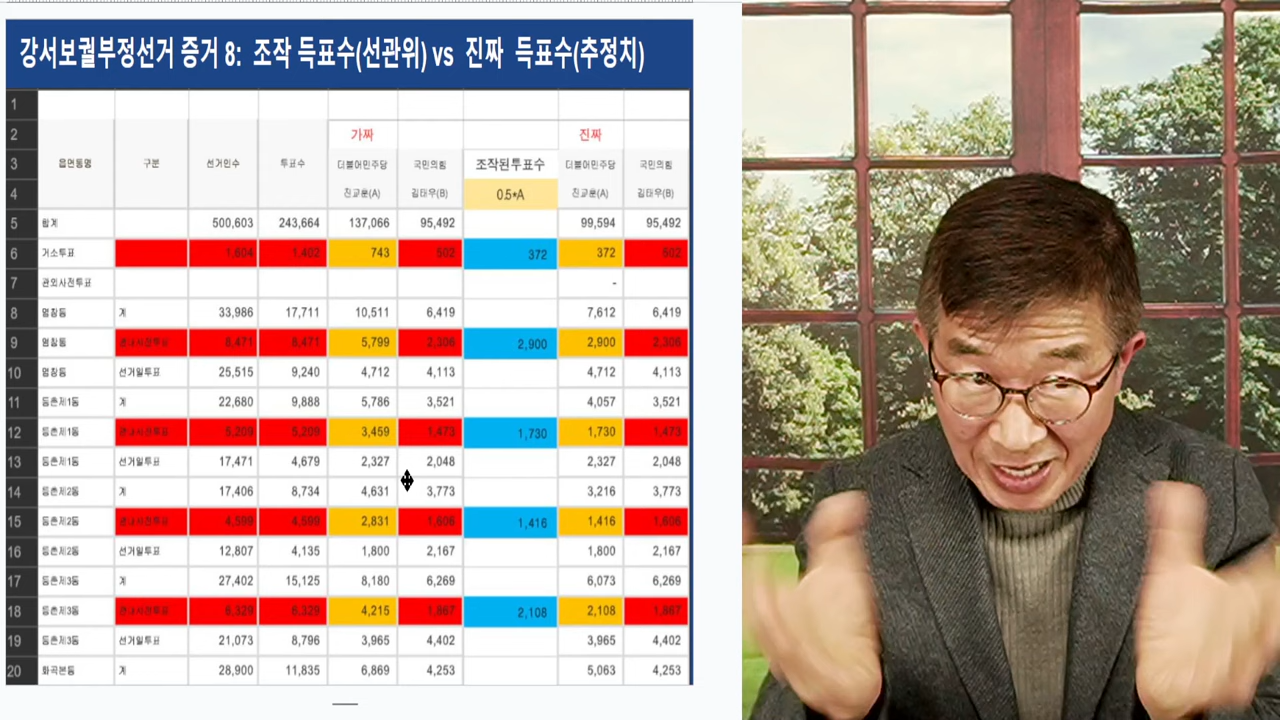 강서보궐부정선거 증거 8: 조작 득표수(선관위) vs 진짜 득표수(추정치)
1
2 가짜 진짜
3 읍면동명 구분 선거인수 투표수 더불어민주당 국민의힘 조작된투표수 더불어민주당 국민의힘
4 진교훈(A) 김태우(B) 0.5*A 진교훈(A) 김태우(B)
5 합계 500,603 243,664 137,066 95,492 99,594 95,492
6 거소투표 1,604 1,402 743 502 372 372 502
7 관외사전투표 -
8 염창동 계 33,986 17,711 10,511 6,419 7,612 6,419
9 염창동 관내사전투표 8,471 8,471 5,799 2,306 2,900 2,900 2,306
10 염창동 선거일투표 25,515 9,240 4,712 4,113 4,712 4,113
11 등촌제1동 계 22,680 9,888 5,786 3,521 4,057 3,521
12 등촌제1동 관내사전투표 5,209 5,209 3,459 1,473 1,730 1,730 1,473
13 등촌제1동 선거일투표 17,471 4,679 2,327 2,048 2,327 2,048
14 등촌제2동 계 17,406 8,734 4,631 3,773 3,216 3,773
15 등촌제2동 관내사전투표 4,599 4,599 2,831 1,606 1,416 1,416 1,606
16 등촌제2동 선거일투표 12,807 4,135 1,800 2,167 1,800 2,167
17 등촌제3동 계 27,402 15,125 8,180 6,269 6,073 6,269
18 등촌제3동 관내사전투표 6,329 6,329 4,215 1,867 2,108 2,108 1,867
19 등촌제3동 선거일투표 21,073 8,796 3,965 4,402 3,965 4,402
20 화곡본동 계 28,900 11,835 6,869 4,253 5,063 4,253